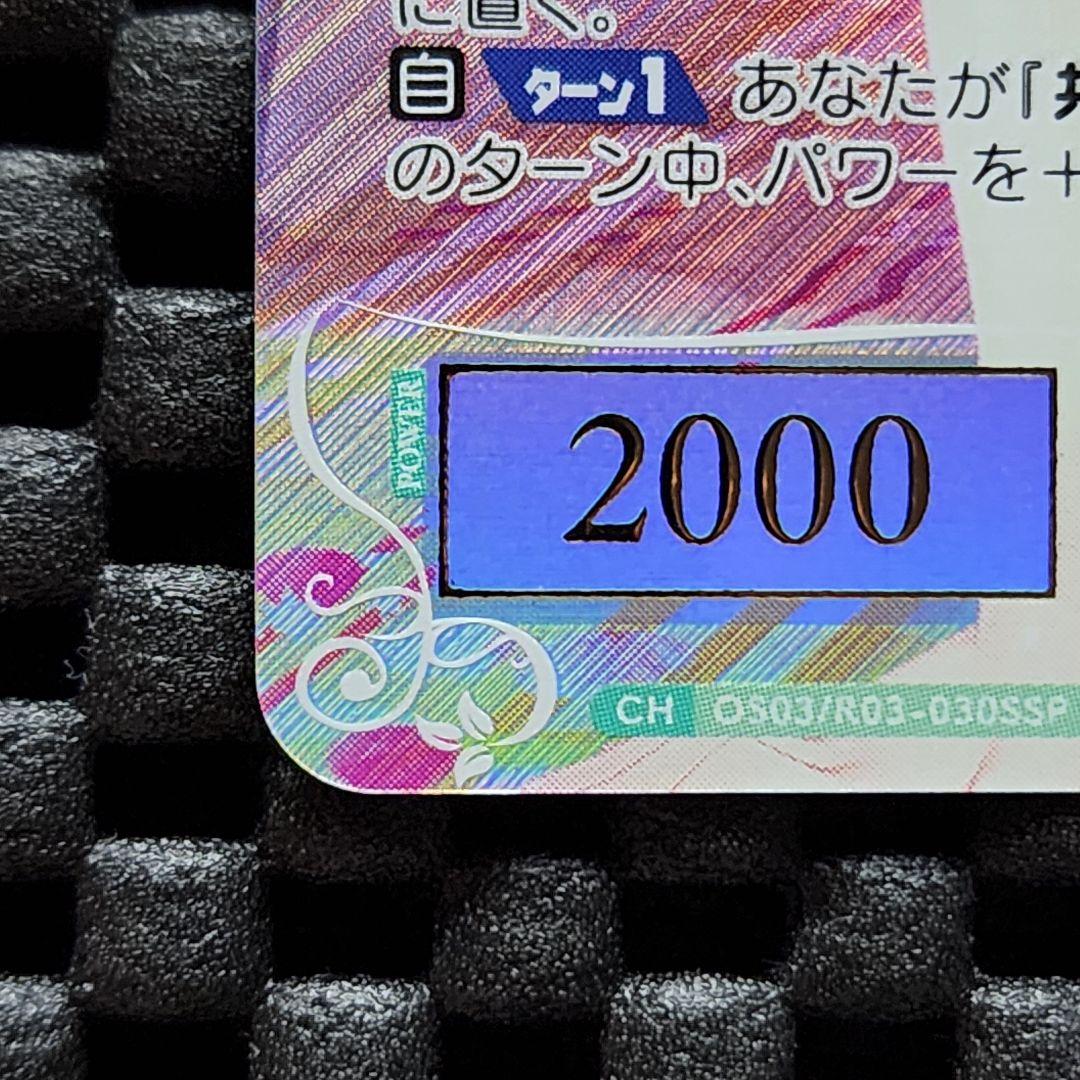 に置く。
自 ターン1 あなたが『
のターン中、パワーを+
POWER
2000
CH OS03/R03-030SSP